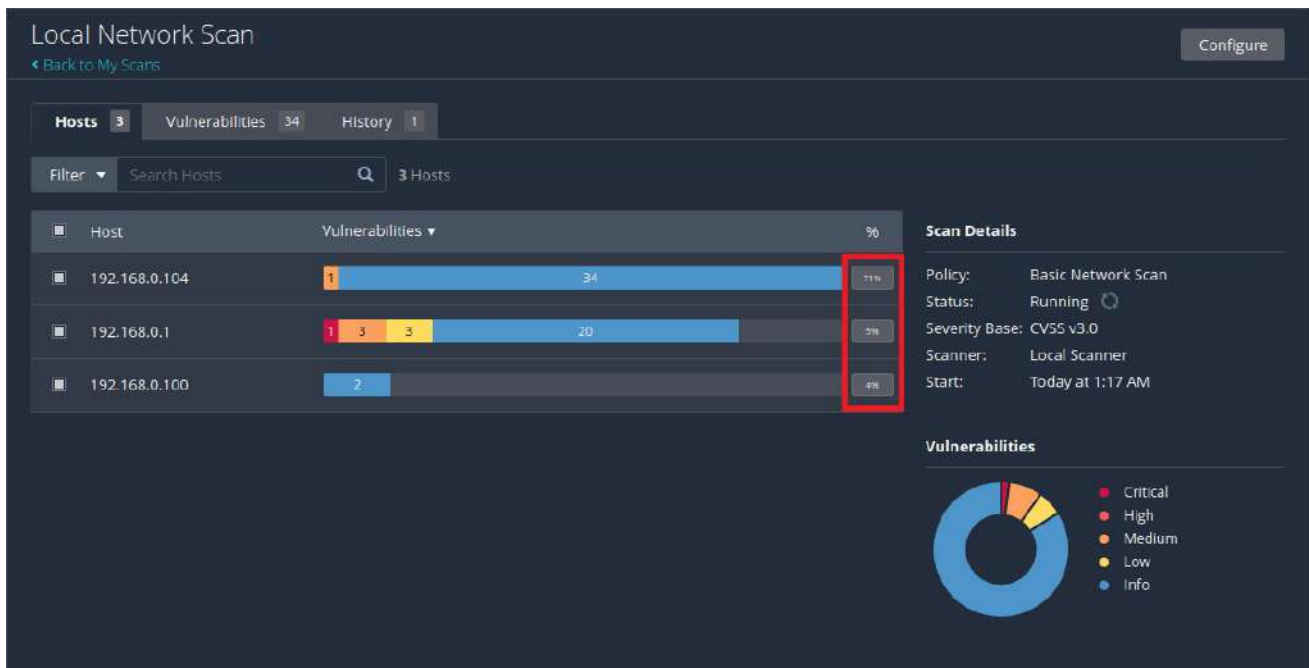 Local Network Scan
Configure
Back to My Scans
Hosts 3 Vulnerabilities 34 History 1
Filter Search Hosts 3 Hosts
Host Vulnerabilities %
192.168.0.104 1 34 71%
192.168.0.1 1 3 3 20 5%
192.168.0.100 2 4%
Scan Details
Policy: Basic Network Scan
Status: Running
Severity Base: CVSS v3.0
Scanner: Local Scanner
Start: Today at 1:17 AM
Vulnerabilities
Critical
High
Medium
Low
Info